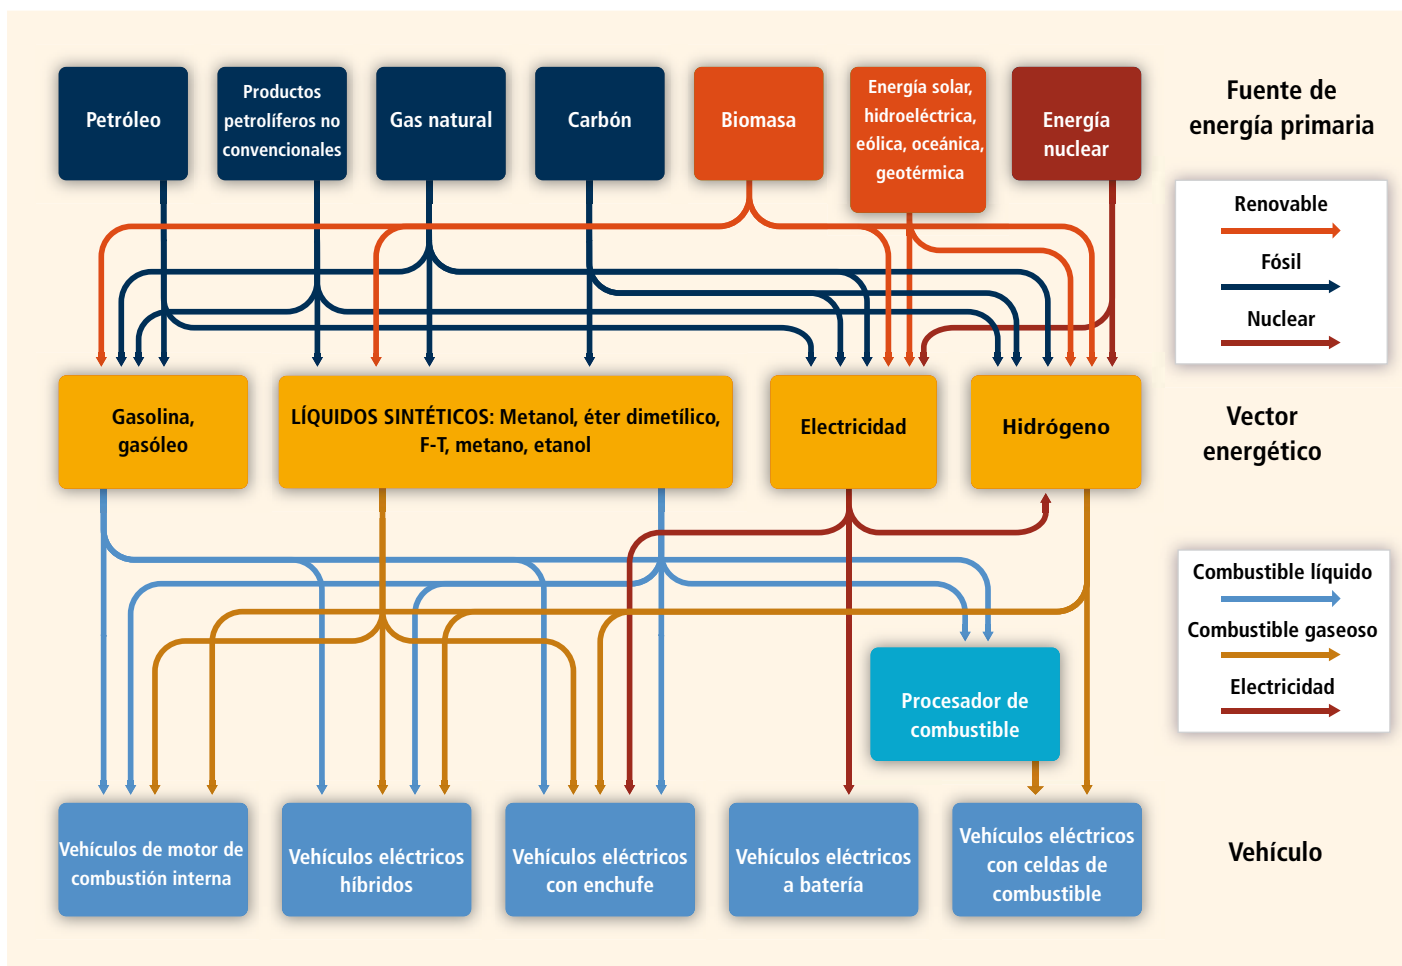 Petróleo
Productos
petrolíferos no
convencionales
Gas natural
Carbón
Biomasa
Energía solar,
hidroeléctrica,
eólica, oceánica,
geotérmica
Energía
nuclear
Fuente de
energía primaria
Renovable
Fósil
Nuclear
Gasolina,
gasóleo
LÍQUIDOS SINTÉTICOS: Metanol, éter dimetílico,
F-T, metano, etanol
Electricidad
Hidrógeno
Vector
energético
Combustible líquido
Combustible gaseoso
Electricidad
Procesador de
combustible
Vehículos de motor de
combustión interna
Vehículos eléctricos
híbridos
Vehículos eléctricos
con enchufe
Vehículos eléctricos
a batería
Vehículos eléctricos
con celdas de
combustible
Vehículo